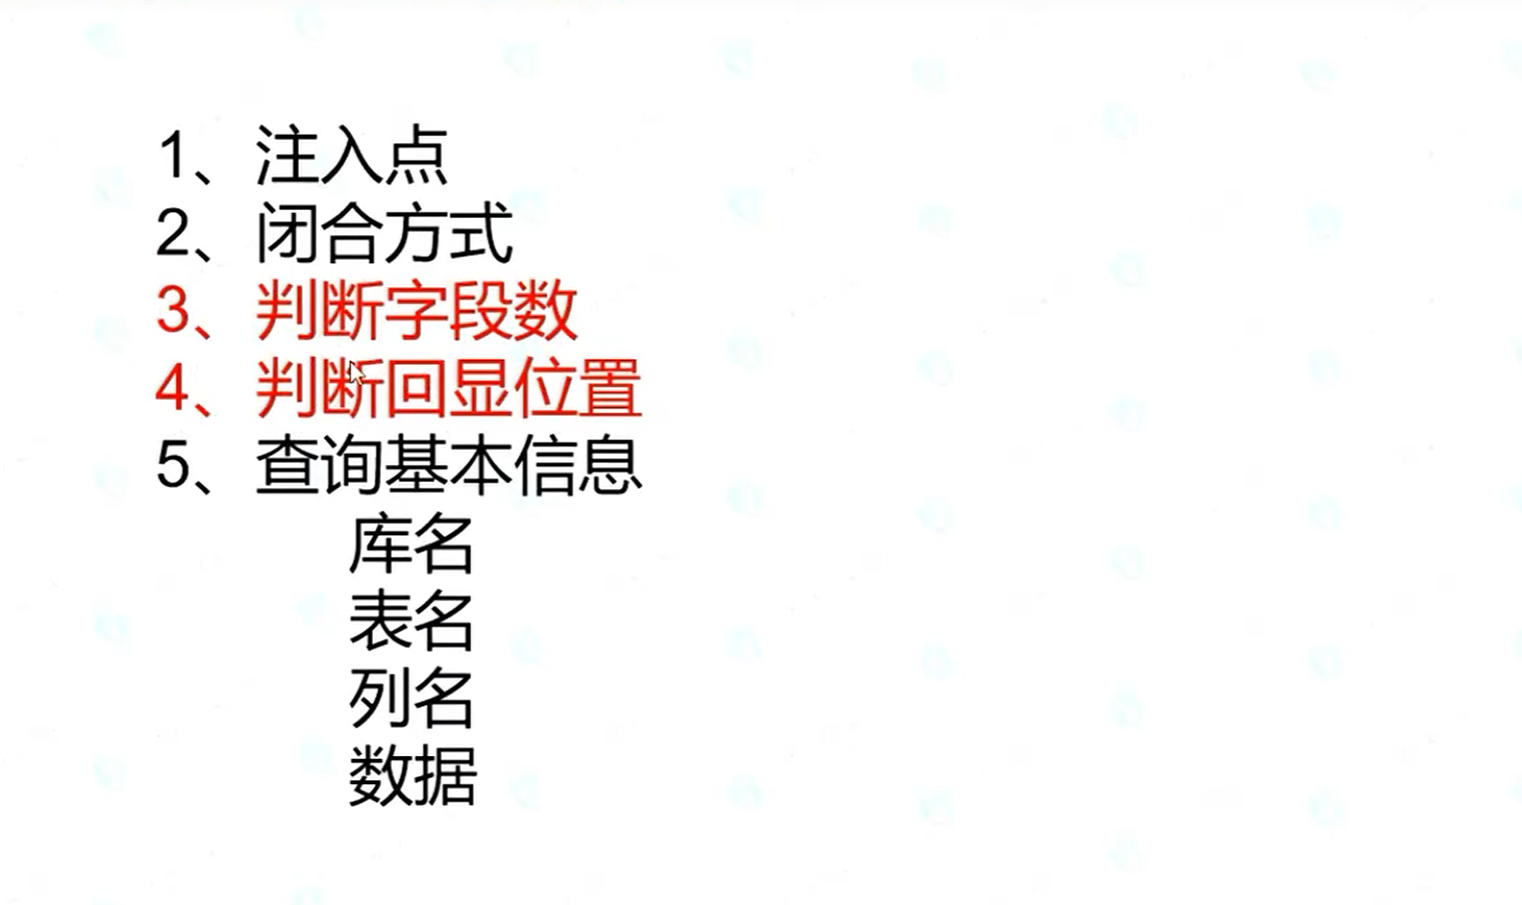 1、注入点
2、闭合方式
3、判断字段数
4、判断回显位置
5、查询基本信息
库名
表名
列名
数据